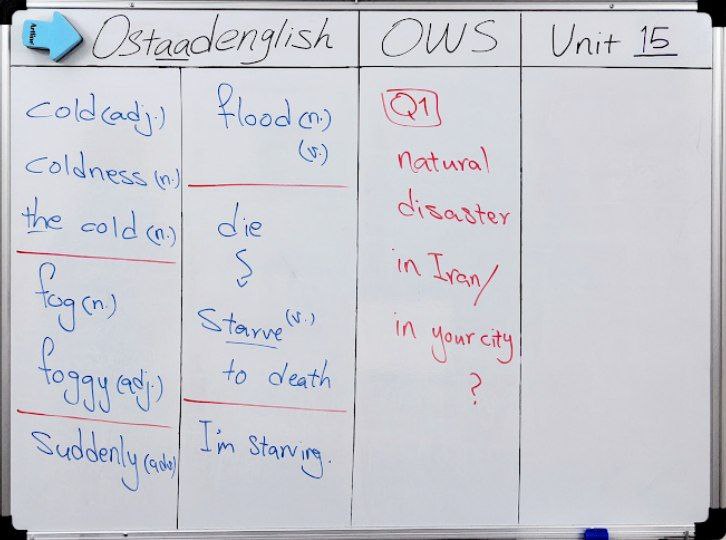 Ostaadenglish
OWS
Unit 15
cold (adj.)
coldness (n.)
the cold (n.)
fog (n.)
foggy (adj.)
Suddenly (adv)
flood (n.)
(v.)
die
Starve (v.)
to death
I'm Starving.
Q1
natural
disaster
in Iran/
in your city
?